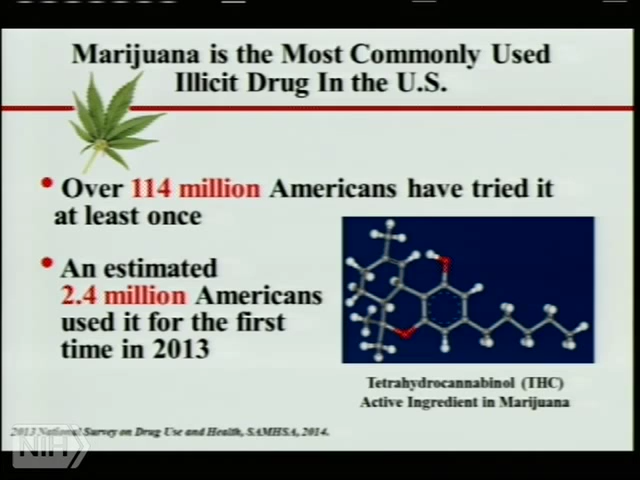 Marijuana is the Most Commonly Used
Illicit Drug In the U.S.
• Over 114 million Americans have tried it
at least once
• An estimated
2.4 million Americans
used it for the first
time in 2013
Tetrahydrocannabinol (THC)
Active Ingredient in Marijuana
2013 National Survey on Drug Use and Health, SAMHSA, 2014.
NIH